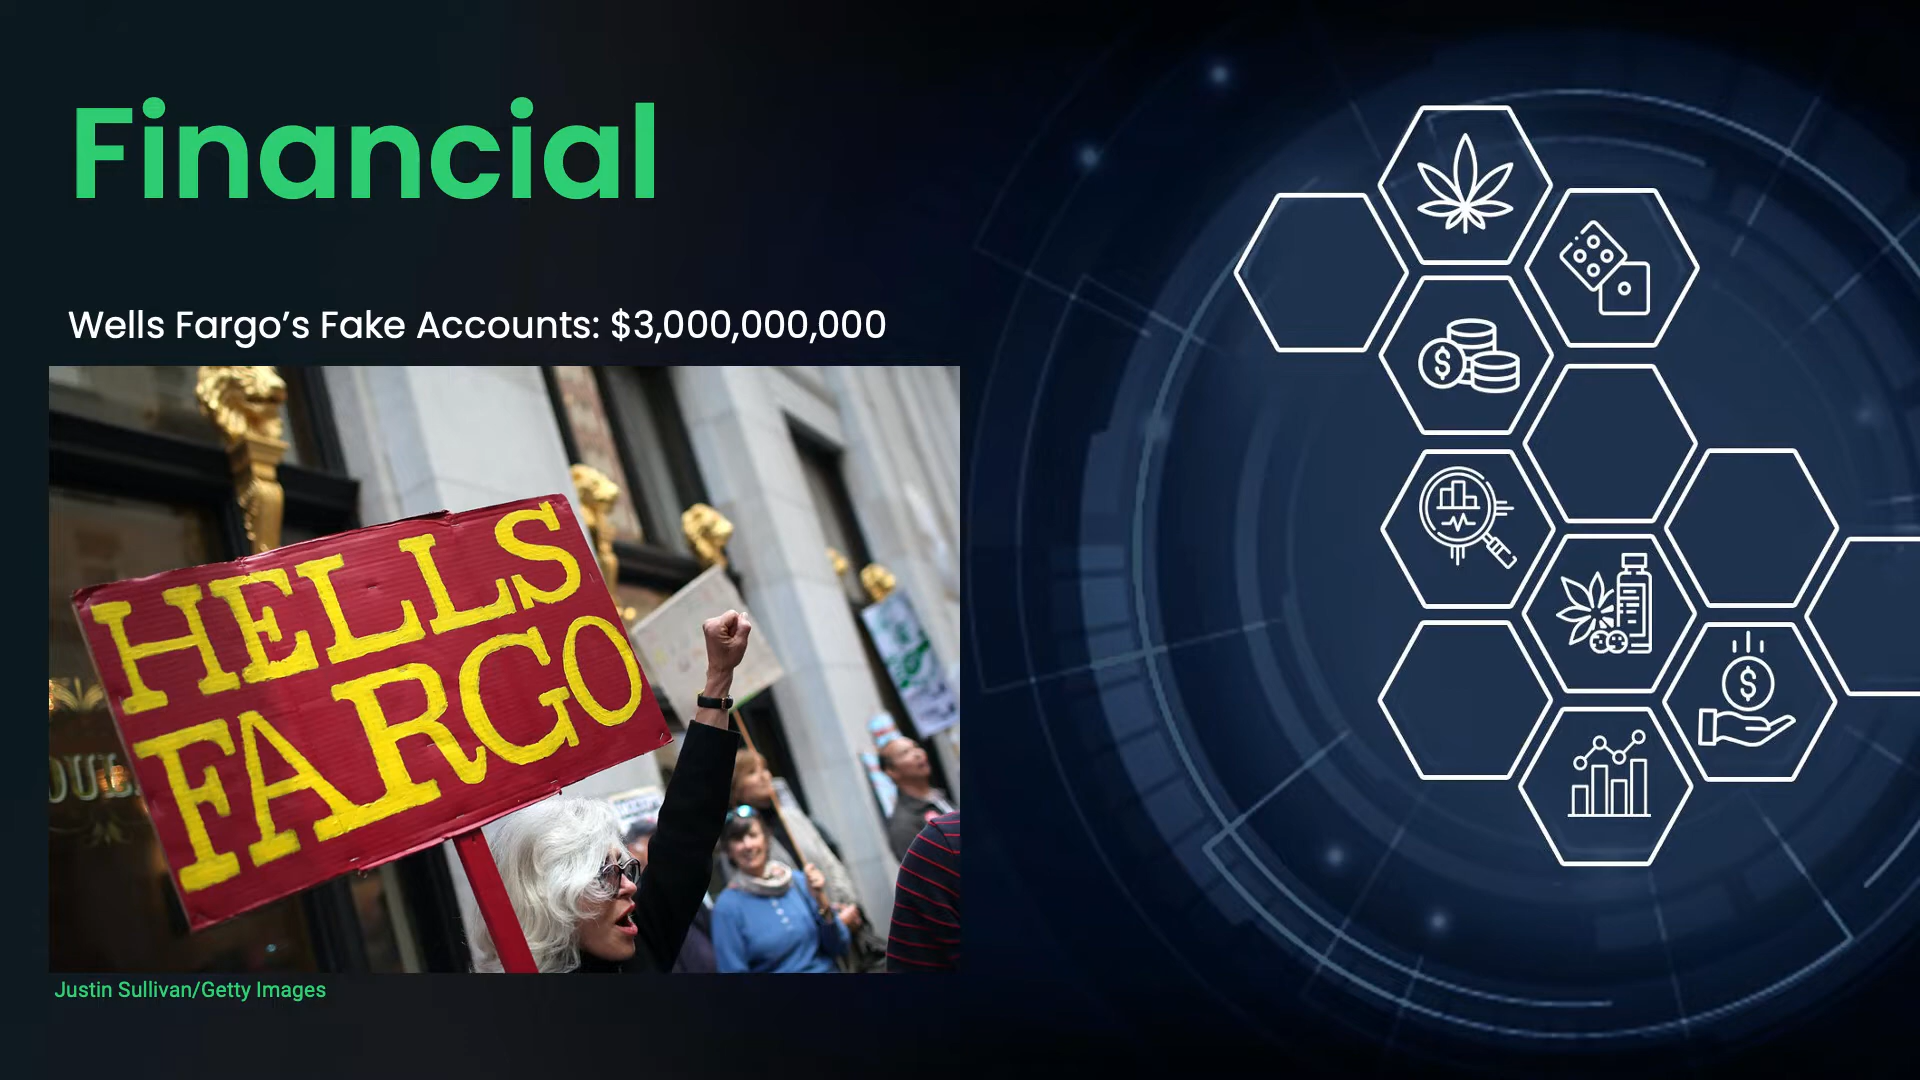 Financial
Wells Fargo’s Fake Accounts: $3,000,000,000
HELLS
FARGO
Justin Sullivan/Getty Images